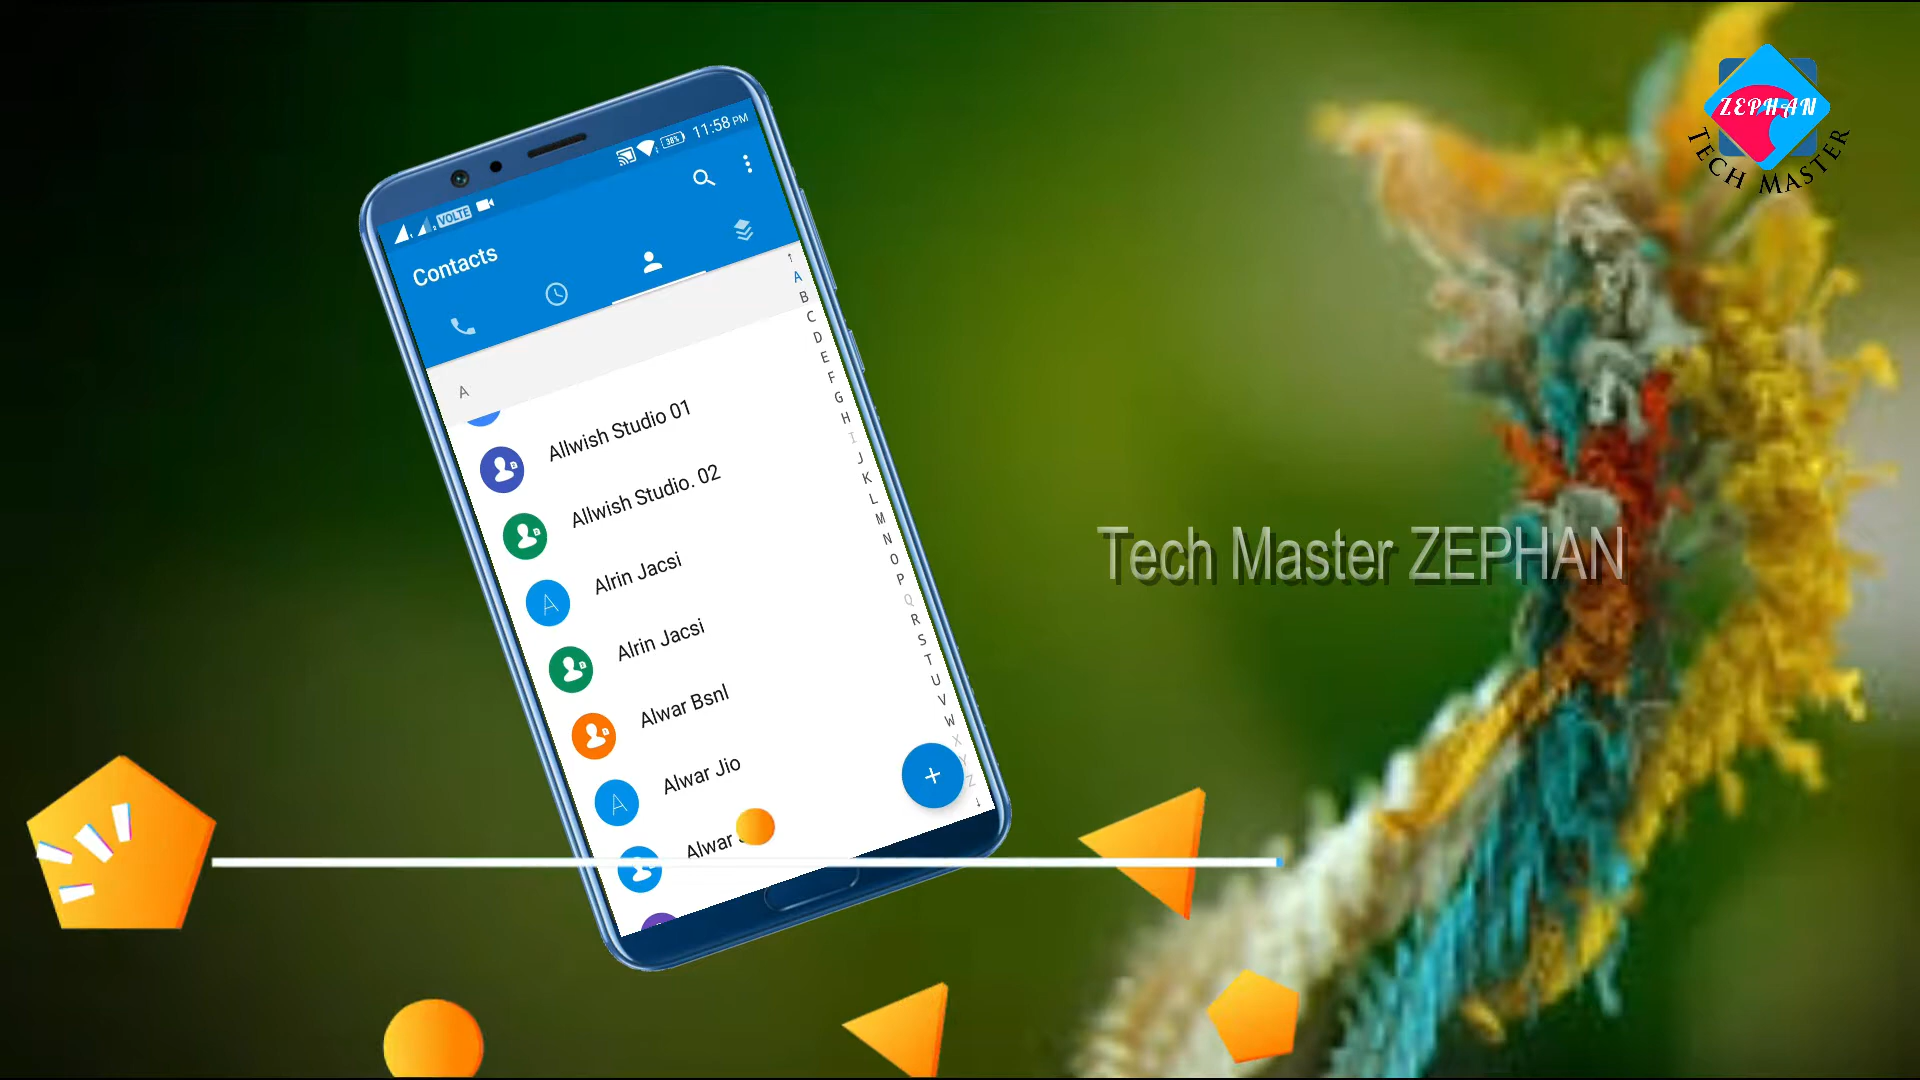 ZEPHAN
TECH MASTER
VOLTE
38%
11:58 PM
Contacts
A
Allwish Studio 01
Allwish Studio. 02
Alrin Jacsi
A
Alrin Jacsi
Alwar Bsnl
Alwar Jio
A
Alwar
↑
A
B
C
D
E
F
G
H
I
J
K
L
M
N
O
P
Q
R
S
T
U
V
W
X
Y
Z
↓
Tech Master ZEPHAN